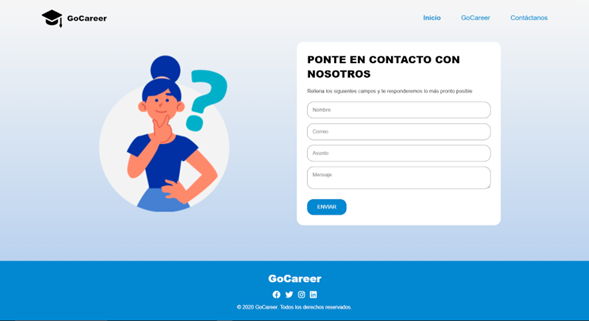 GoCareer
Inicio
GoCareer
Contáctanos
PONTE EN CONTACTO CON
NOSOTROS
Rellena los siguientes campos y te responderemos lo más pronto posible
Nombre
Correo
Asunto
Mensaje
ENVIAR
GoCareer
© 2020 GoCareer. Todos los derechos reservados.